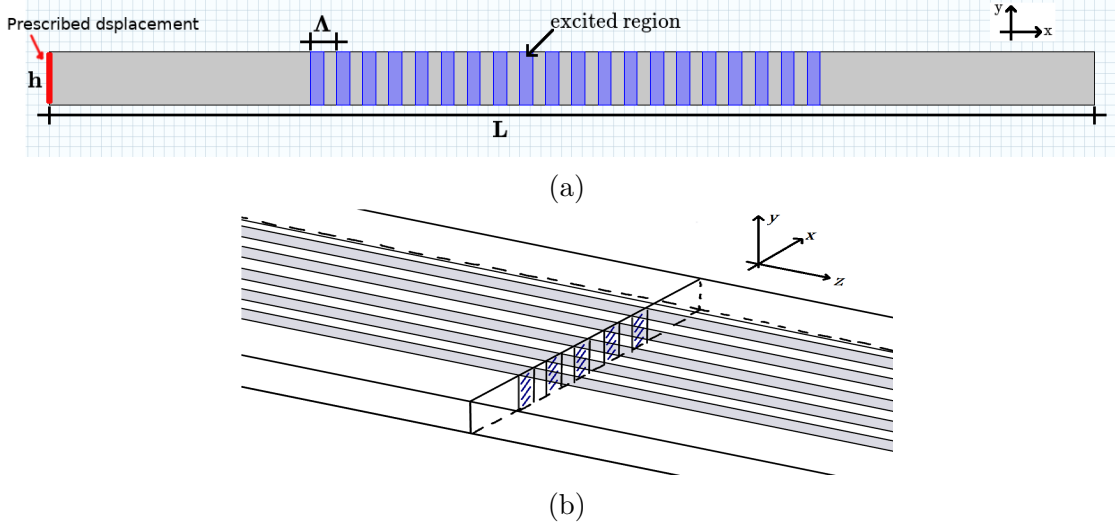 Prescribed dsplacement
Λ
excited region
y
x
h
L
(a)
y
x
z
(b)